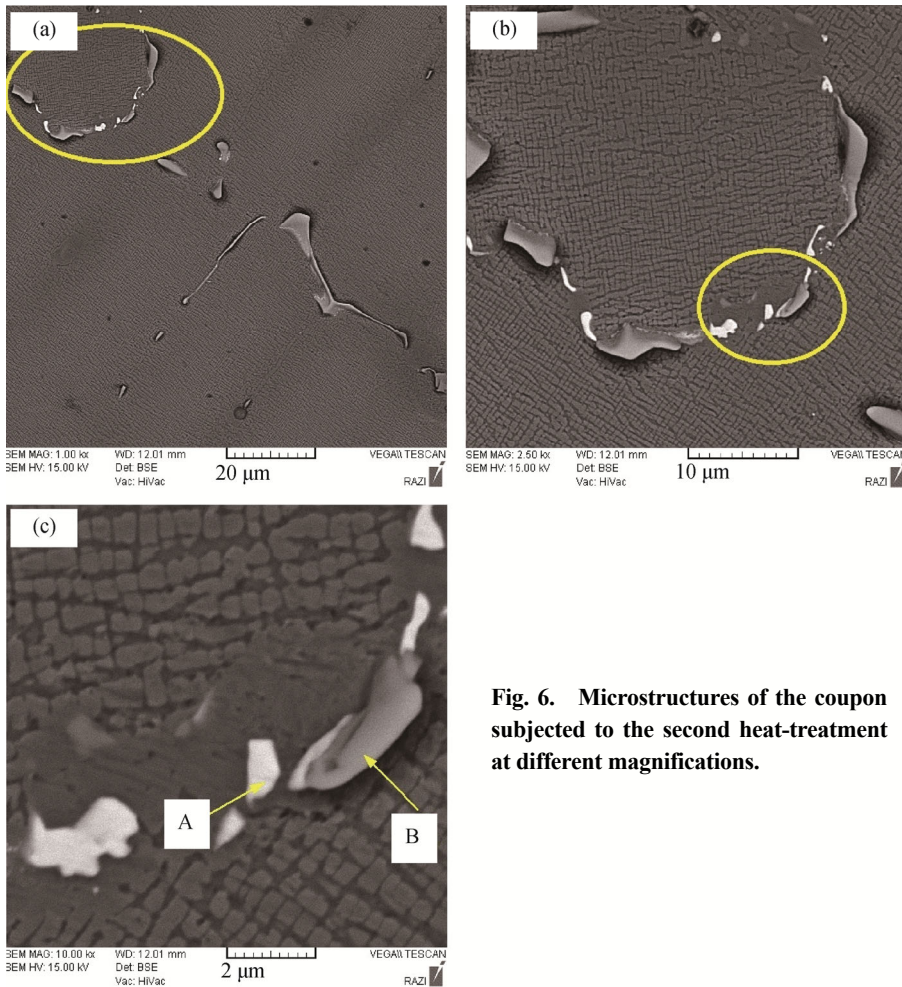 (a)
SEM MAG: 1.00 kx WD: 12.01 mm VEGA\\ TESCAN
SEM HV: 15.00 kV Det: BSE
Vac: HiVac 20 μm RAZI
(b)
SEM MAG: 2.50 kx WD: 12.01 mm VEGA\\ TESCAN
SEM HV: 15.00 kV Det: BSE
Vac: HiVac 10 μm RAZI
(c)
A
B
SEM MAG: 10.00 kx WD: 12.01 mm VEGA\\ TESCAN
SEM HV: 15.00 kV Det: BSE
Vac: HiVac 2 μm RAZI
Fig. 6. Microstructures of the coupon
subjected to the second heat-treatment
at different magnifications.